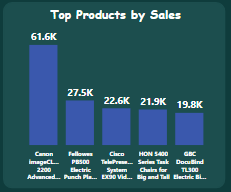 Top Products by Sales
61.6K
27.5K
22.6K
21.9K
19.8K
Canon
imageCL...
2200
Advanced...
Fellowes
PB500
Electric
Punch Pla...
Cisco
TelePress...
System
EX90 Vid...
HON 5400
Series Task
Chairs for
Big and Tall
GBC
DocuBind
TL300
Electric Bi...